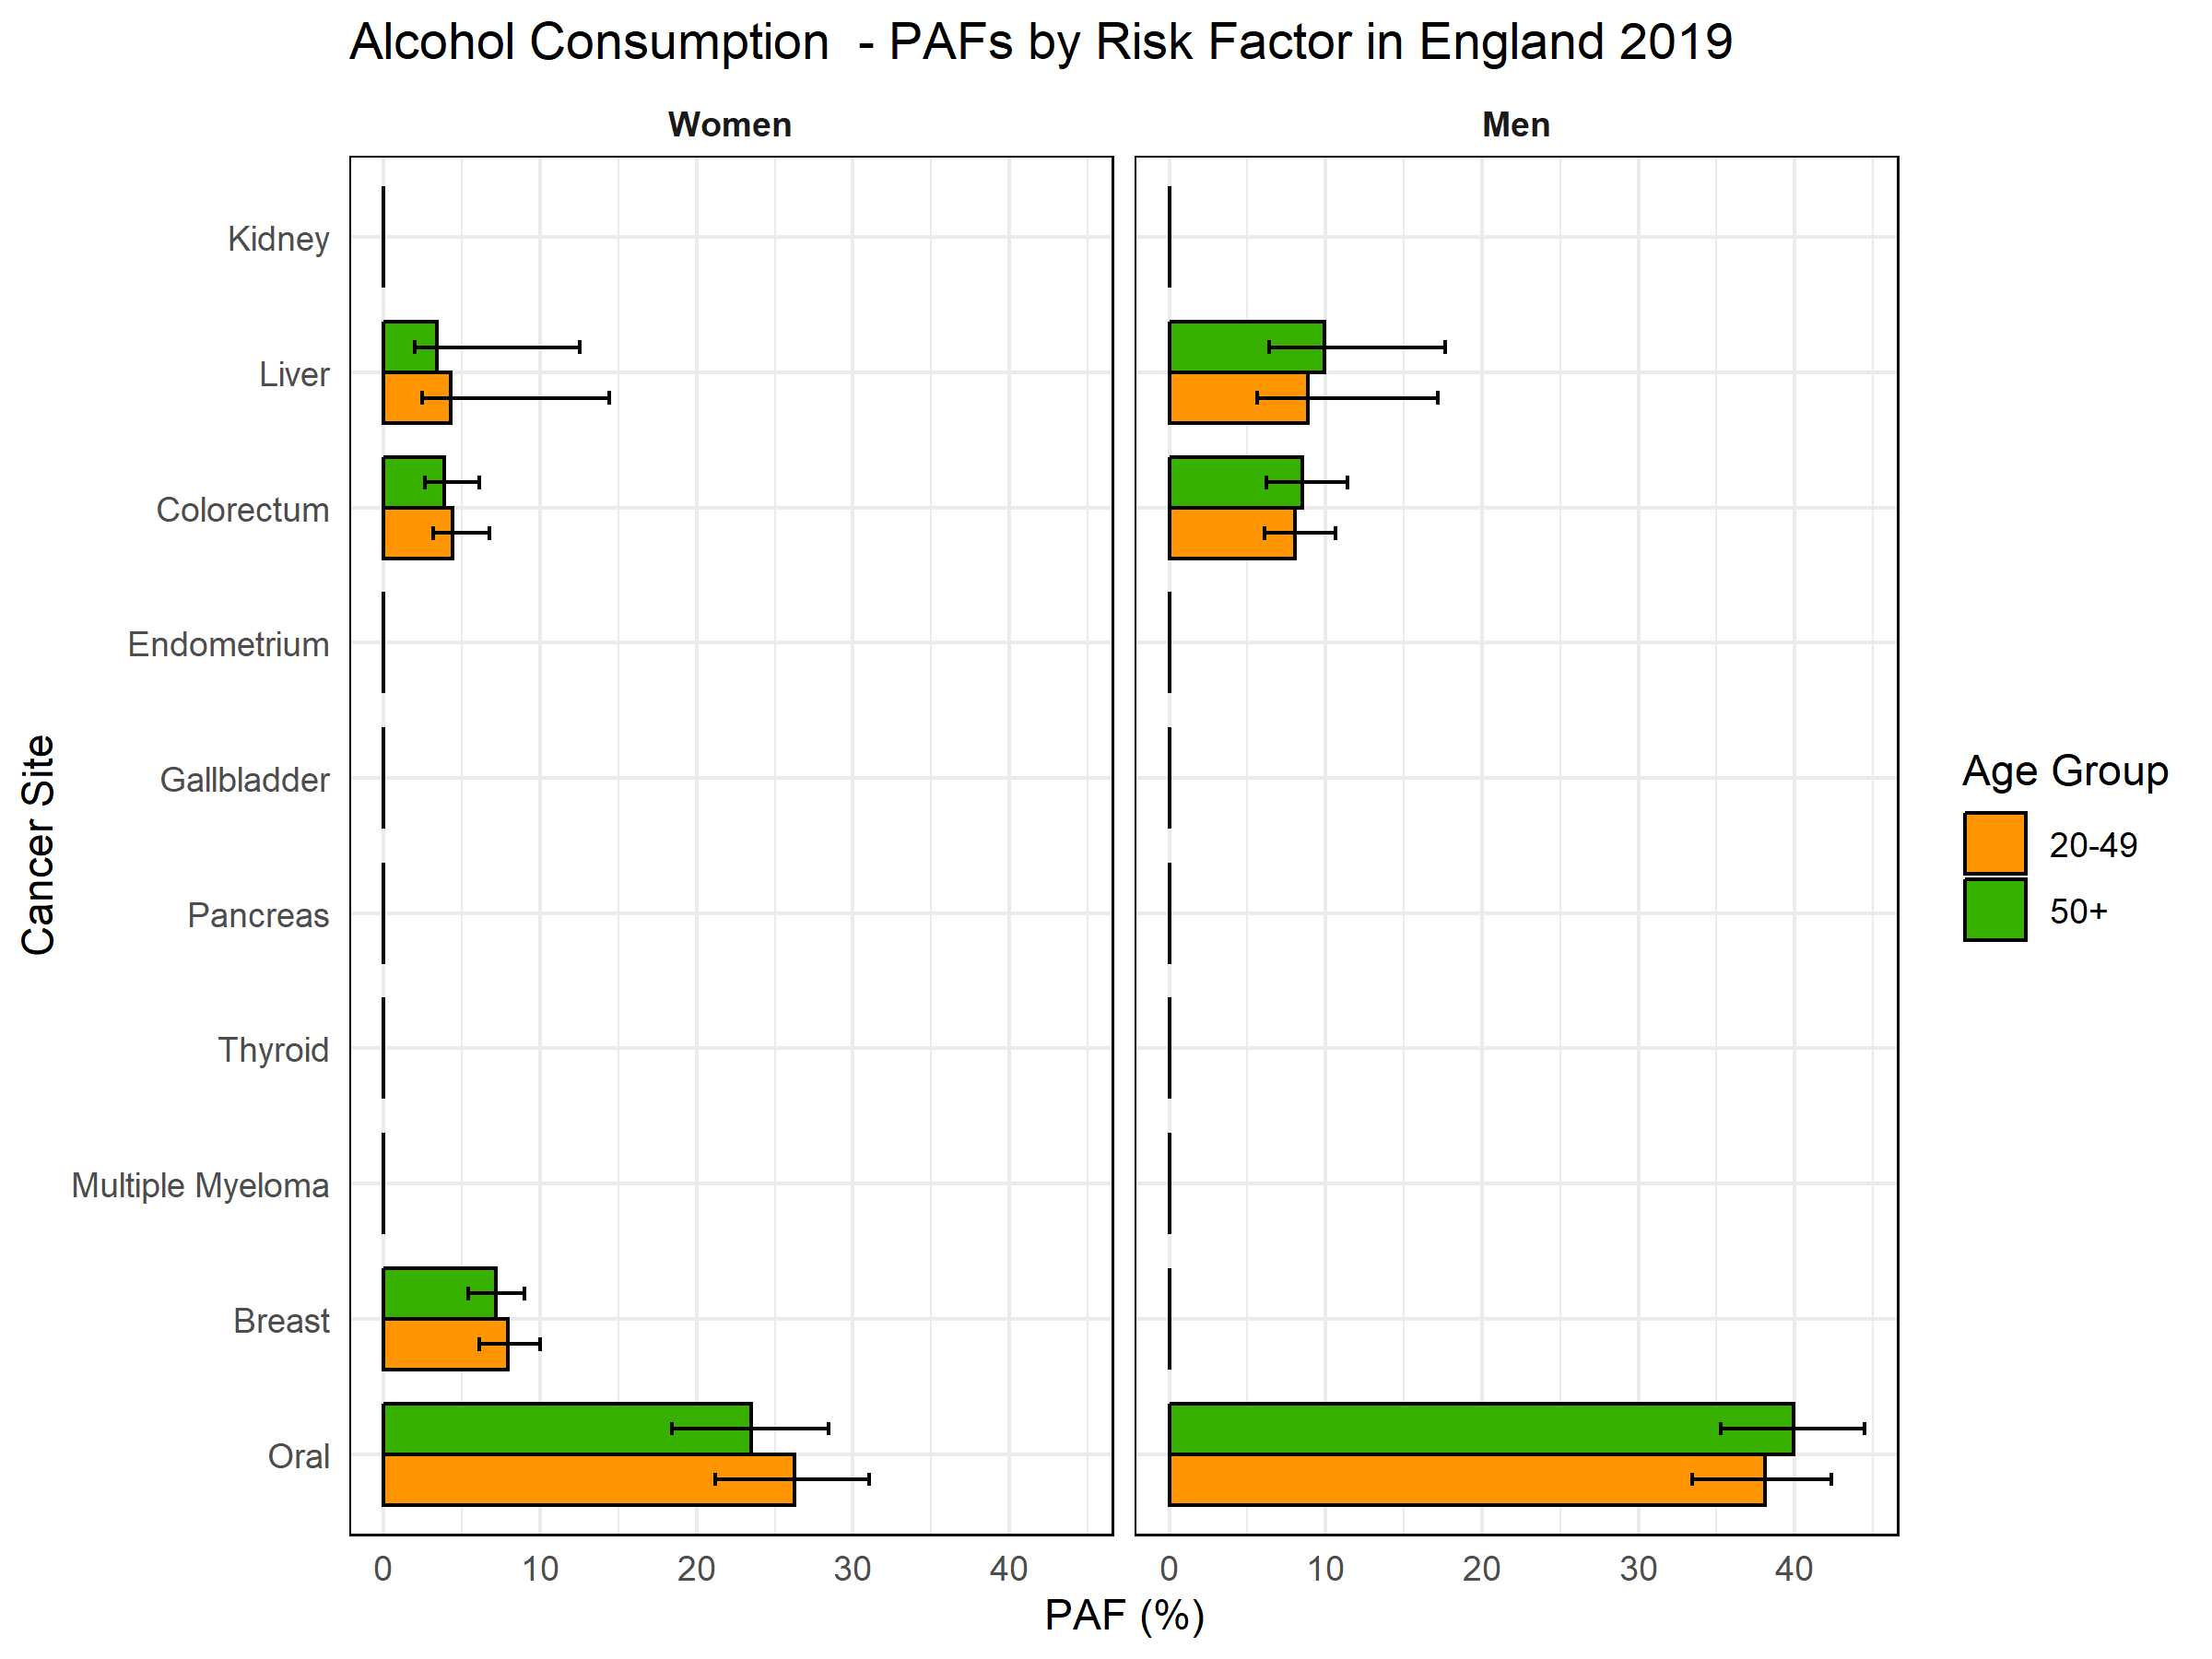 Alcohol Consumption  - PAFs by Risk Factor in England 2019
Women
Men
Cancer Site
Kidney
Liver
Colorectum
Endometrium
Gallbladder
Pancreas
Thyroid
Multiple Myeloma
Breast
Oral
0 10 20 30 40
0 10 20 30 40
PAF (%)
Age Group
20-49
50+